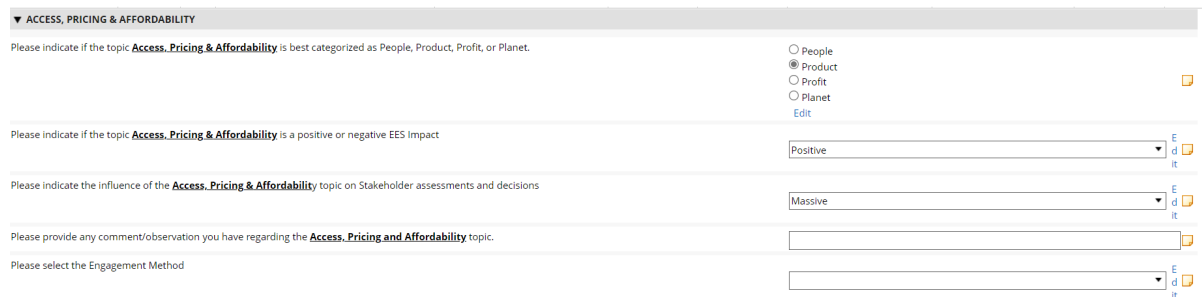 ▼ ACCESS, PRICING & AFFORDABILITY
Please indicate if the topic Access, Pricing & Affordability is best categorized as People, Product, Profit, or Planet.
People
Product
Profit
Planet
Edit
Please indicate if the topic Access, Pricing & Affordability is a positive or negative EES Impact
Positive
E
d
it
Please indicate the influence of the Access, Pricing & Affordability topic on Stakeholder assessments and decisions
Massive
E
d
it
Please provide any comment/observation you have regarding the Access, Pricing and Affordability topic.
Please select the Engagement Method
E
d
it